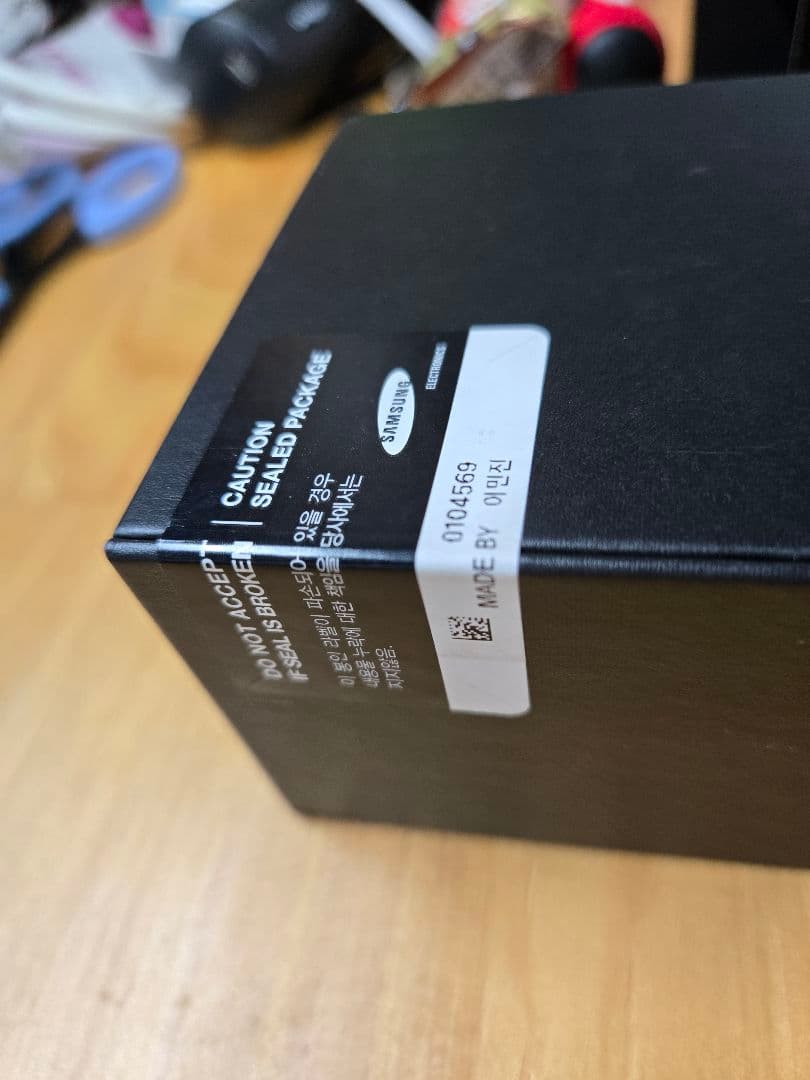 CAUTION
SEALED PACKAGE
DO NOT ACCEPT
IF SEAL IS BROKEN
이 봉인 라벨이 파손되어 있을 경우
내용물 누락에 대한 책임을 당사에서는
지지않음.
SAMSUNG
ELECTRONICS
0104569
MADE BY 이민진